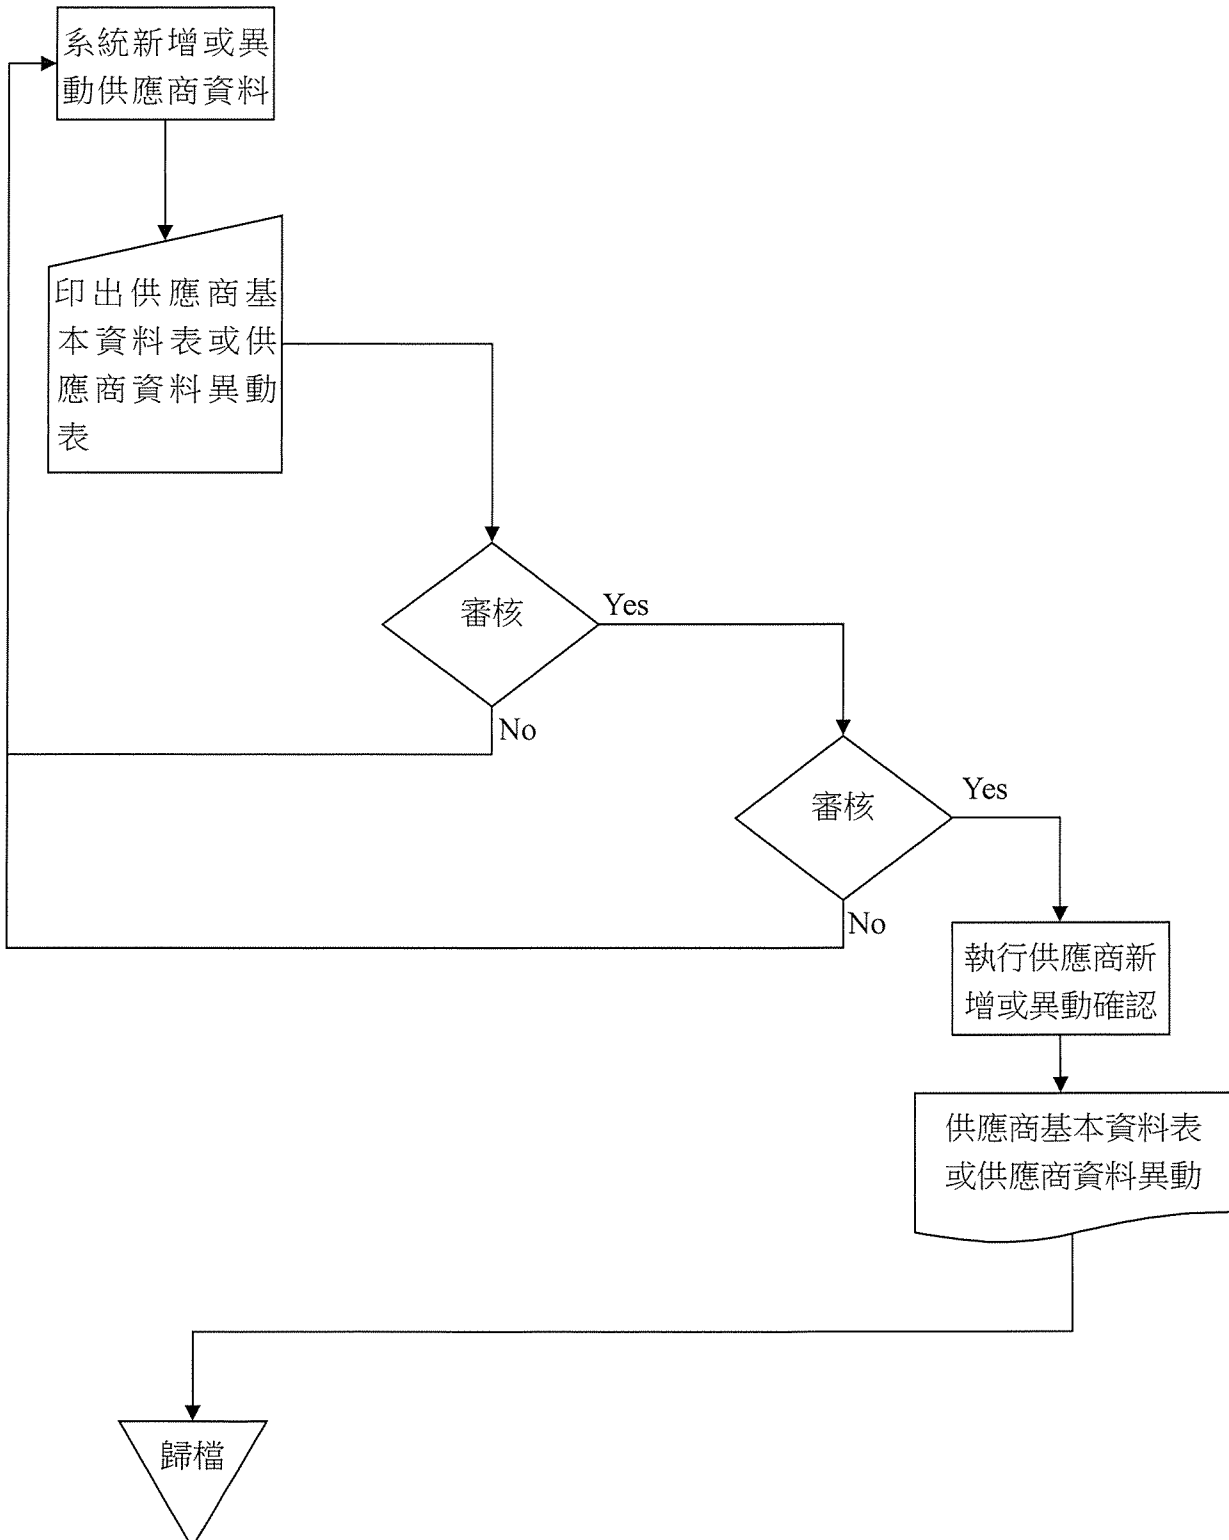 系統新增或異
動供應商資料
印出供應商基
本資料表或供
應商資料異動
表
審核
Yes
No
審核
Yes
No
執行供應商新
增或異動確認
供應商基本資料表
或供應商資料異動
歸檔